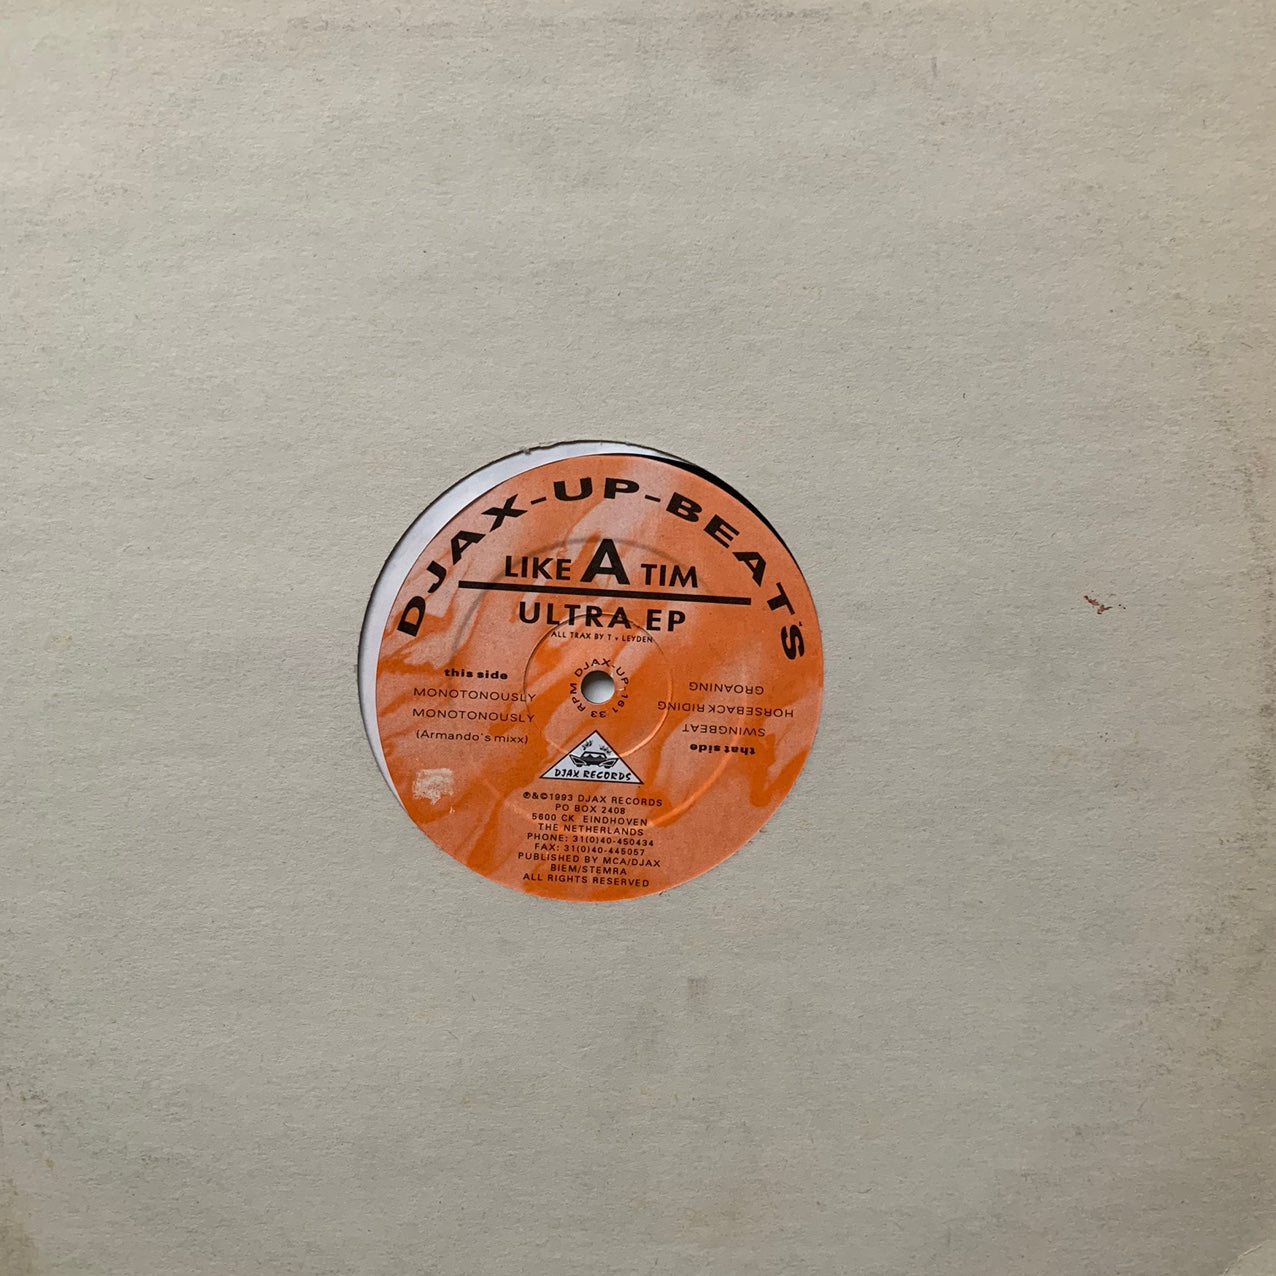 DJAX-UP-BEATS
LIKE A TIM
ULTRA EP
ALL TRAX BY T v LEYDEN
DJAX-UP-161 33 RPM
this side
MONOTONOUSLY
MONOTONOUSLY
(Armando's mixx)
that side
SWINGBEAT
HORSEBACK RIDING
GROANING
DJAX RECORDS
℗&©1993 DJAX RECORDS
PO BOX 2408
5600 CK EINDHOVEN
THE NETHERLANDS
PHONE: 31(0)40-450434
FAX: 31(0)40-445057
PUBLISHED BY MCA/DJAX
BIEM/STEMRA
ALL RIGHTS RESERVED